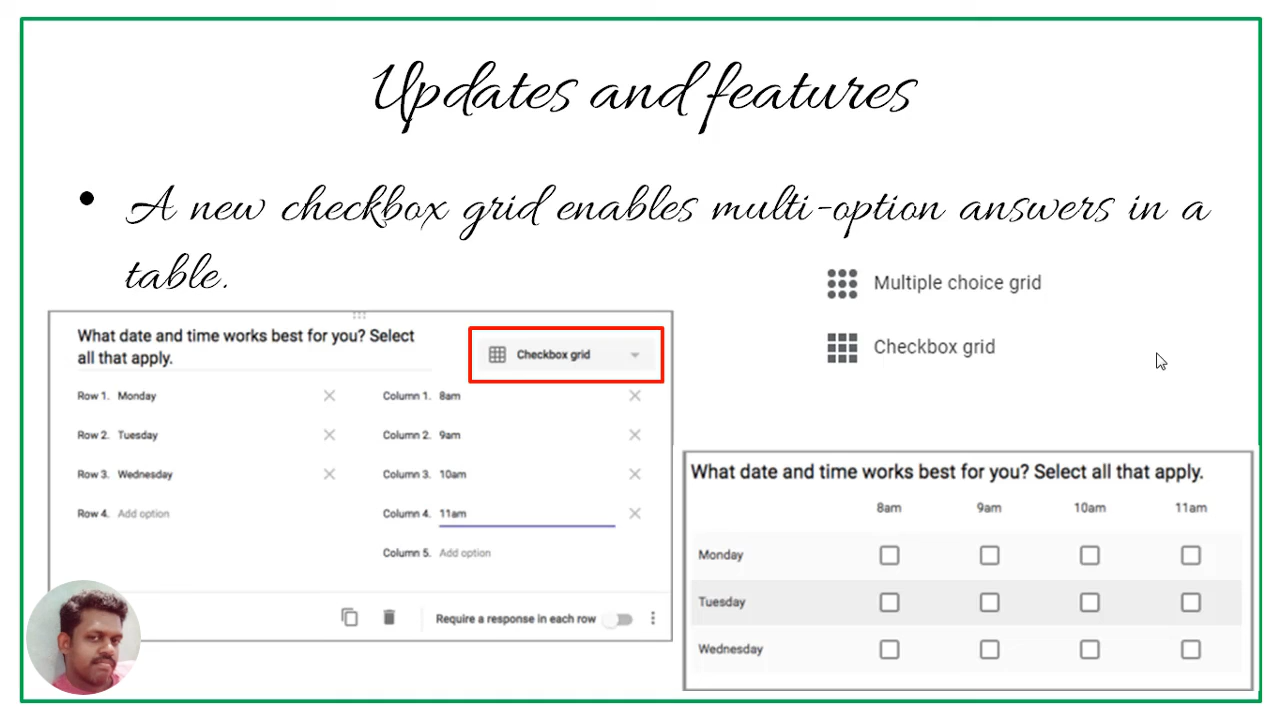 Updates and features
• A new checkbox grid enables multi-option answers in a
table.
Multiple choice grid
Checkbox grid
What date and time works best for you? Select
all that apply.
Checkbox grid
Row 1. Monday
Column 1. 8am
Row 2. Tuesday
Column 2. 9am
Row 3. Wednesday
Column 3. 10am
Row 4. Add option
Column 4. 11am
Column 5. Add option
Require a response in each row
What date and time works best for you? Select all that apply.
8am 9am 10am 11am
Monday
Tuesday
Wednesday